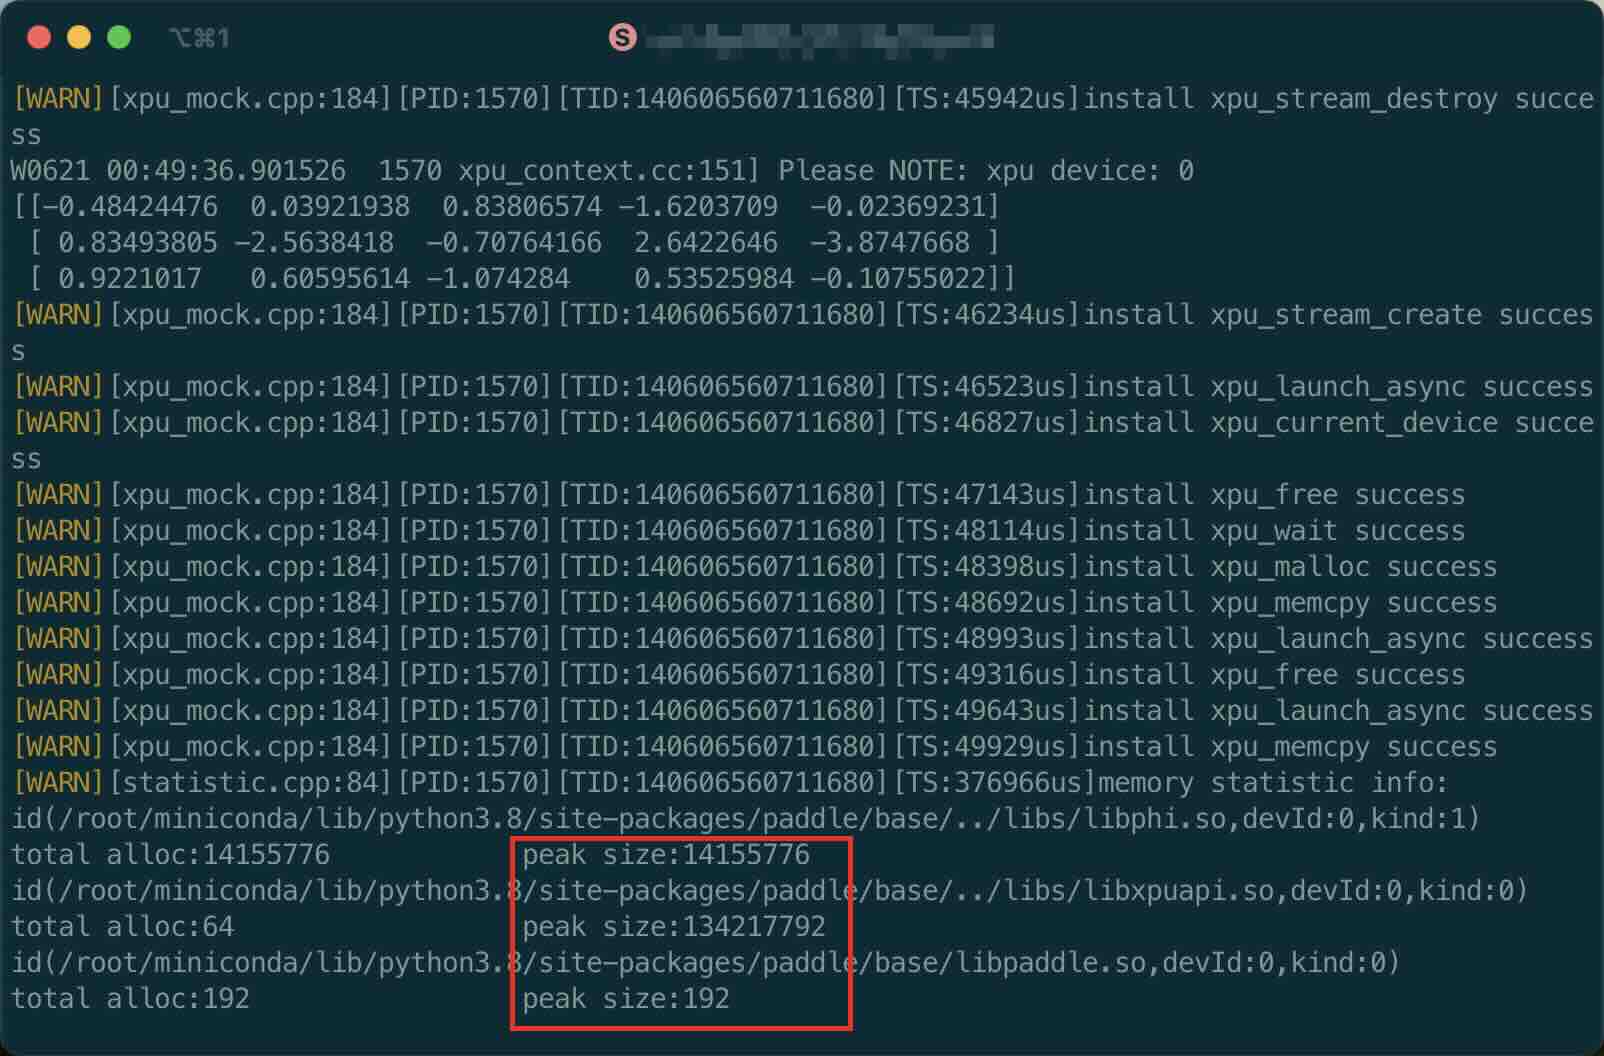 ⌥⌘1
S
[WARN][xpu_mock.cpp:184][PID:1570][TID:140606560711680][TS:45942us]install xpu_stream_destroy succe
ss
W0621 00:49:36.901526  1570 xpu_context.cc:151] Please NOTE: xpu device: 0
[[-0.48424476  0.03921938  0.83806574 -1.6203709  -0.02369231]
 [ 0.83493805 -2.5638418  -0.70764166  2.6422646  -3.8747668 ]
 [ 0.9221017   0.60595614 -1.074284    0.53525984 -0.10755022]]
[WARN][xpu_mock.cpp:184][PID:1570][TID:140606560711680][TS:46234us]install xpu_stream_create succes
s
[WARN][xpu_mock.cpp:184][PID:1570][TID:140606560711680][TS:46523us]install xpu_launch_async success
[WARN][xpu_mock.cpp:184][PID:1570][TID:140606560711680][TS:46827us]install xpu_current_device succe
ss
[WARN][xpu_mock.cpp:184][PID:1570][TID:140606560711680][TS:47143us]install xpu_free success
[WARN][xpu_mock.cpp:184][PID:1570][TID:140606560711680][TS:48114us]install xpu_wait success
[WARN][xpu_mock.cpp:184][PID:1570][TID:140606560711680][TS:48398us]install xpu_malloc success
[WARN][xpu_mock.cpp:184][PID:1570][TID:140606560711680][TS:48692us]install xpu_memcpy success
[WARN][xpu_mock.cpp:184][PID:1570][TID:140606560711680][TS:48993us]install xpu_launch_async success
[WARN][xpu_mock.cpp:184][PID:1570][TID:140606560711680][TS:49316us]install xpu_free success
[WARN][xpu_mock.cpp:184][PID:1570][TID:140606560711680][TS:49643us]install xpu_launch_async success
[WARN][xpu_mock.cpp:184][PID:1570][TID:140606560711680][TS:49929us]install xpu_memcpy success
[WARN][statistic.cpp:84][PID:1570][TID:140606560711680][TS:376966us]memory statistic info:
id(/root/miniconda/lib/python3.8/site-packages/paddle/base/../libs/libphi.so,devId:0,kind:1)
total alloc:14155776            peak size:14155776
id(/root/miniconda/lib/python3.8/site-packages/paddle/base/../libs/libxpuapi.so,devId:0,kind:0)
total alloc:64                  peak size:134217792
id(/root/miniconda/lib/python3.8/site-packages/paddle/base/libpaddle.so,devId:0,kind:0)
total alloc:192                 peak size:192